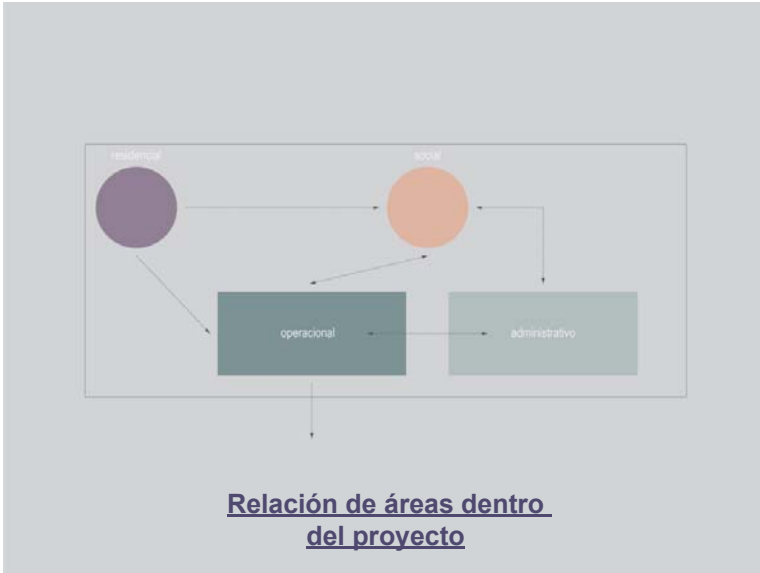 residencial
social
operacional
administrativo
Relación de áreas dentro
del proyecto